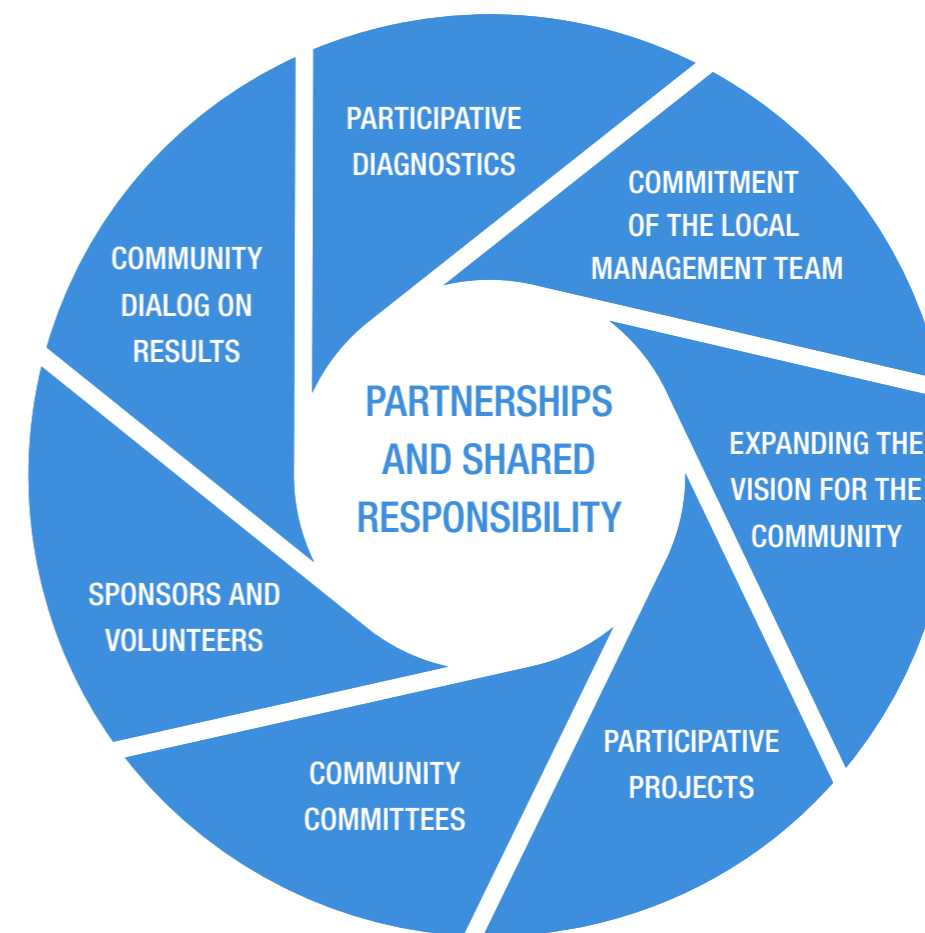 PARTICIPATIVE
DIAGNOSTICS
COMMITMENT
OF THE LOCAL
MANAGEMENT TEAM
EXPANDING THE
VISION FOR THE
COMMUNITY
PARTICIPATIVE
PROJECTS
COMMUNITY
COMMITTEES
SPONSORS AND
VOLUNTEERS
COMMUNITY
DIALOG ON
RESULTS
PARTNERSHIPS
AND SHARED
RESPONSIBILITY